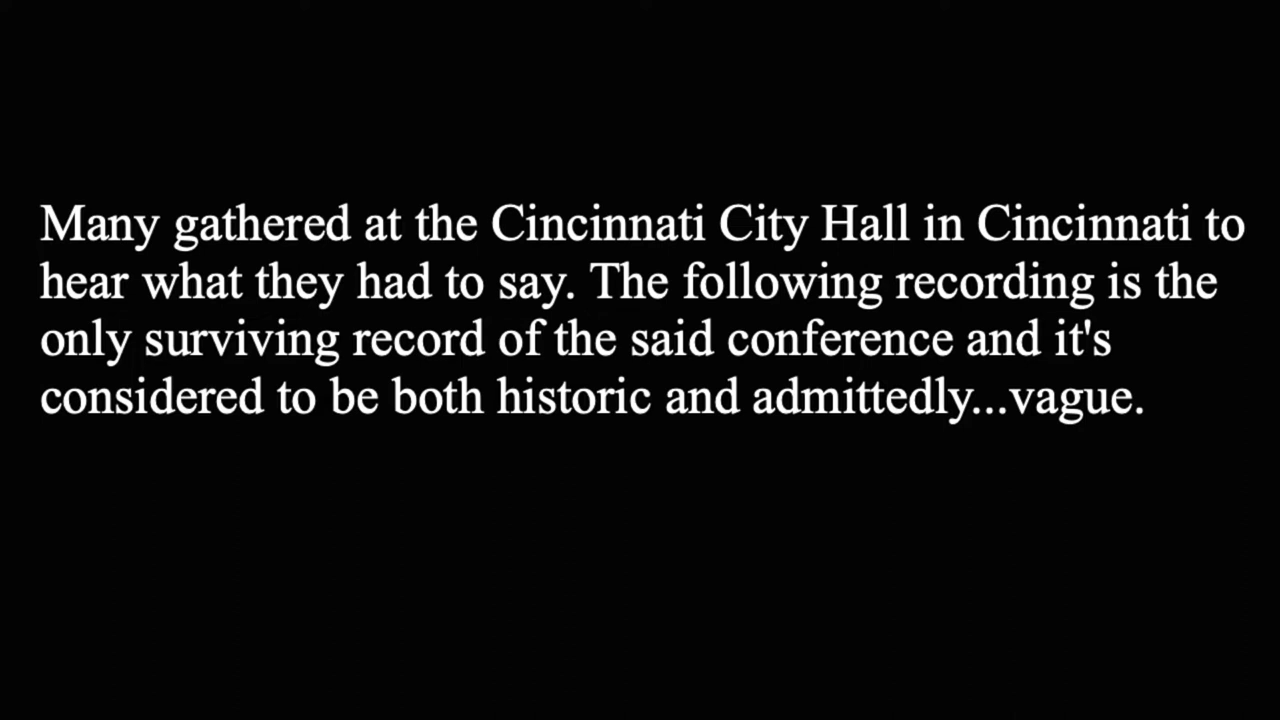 Many gathered at the Cincinnati City Hall in Cincinnati to
hear what they had to say. The following recording is the
only surviving record of the said conference and it's
considered to be both historic and admittedly...vague.